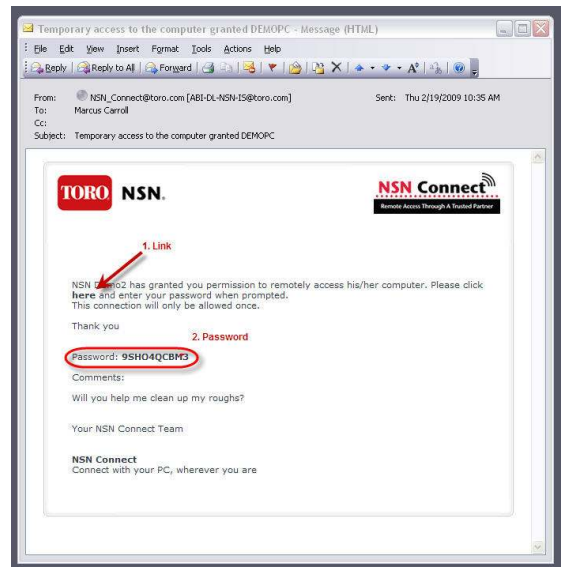 Temporary access to the computer granted DEMOPC - Message (HTML)
File Edit View Insert Format Tools Actions Help
Reply Reply to All Forward
From: NSN_Connect@toro.com [ABI-DL-NSN-IS@toro.com] Sent: Thu 2/19/2009 10:35 AM
To: Marcus Carroll
Cc:
Subject: Temporary access to the computer granted DEMOPC
TORO NSN.
NSN Connect
Remote Access Through A Trusted Partner
1. Link
NSN Demo2 has granted you permission to remotely access his/her computer. Please click
here and enter your password when prompted.
This connection will only be allowed once.
Thank you
2. Password
Password: 9SHO4QCBM3
Comments:
Will you help me clean up my roughs?
Your NSN Connect Team
NSN Connect
Connect with your PC, wherever you are